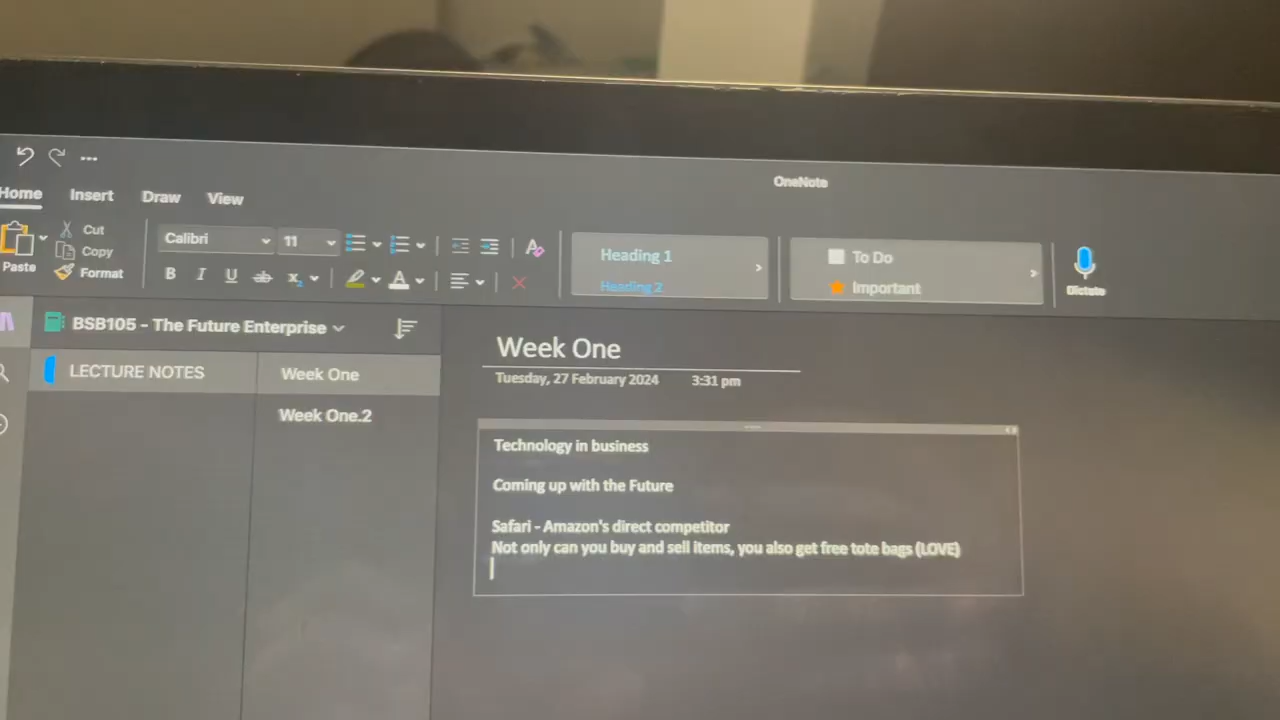 OneNote
Home Insert Draw View
Paste
Cut
Copy
Format
Calibri 11
B I U ab x₂ A A
Heading 1
Heading 2
To Do
Important
Dictate
BSB105 - The Future Enterprise
LECTURE NOTES
Week One
Week One.2
Week One
Tuesday, 27 February 2024 3:31 pm
Technology in business
Coming up with the Future
Safari - Amazon's direct competitor
Not only can you buy and sell items, you also get free tote bags (LOVE)